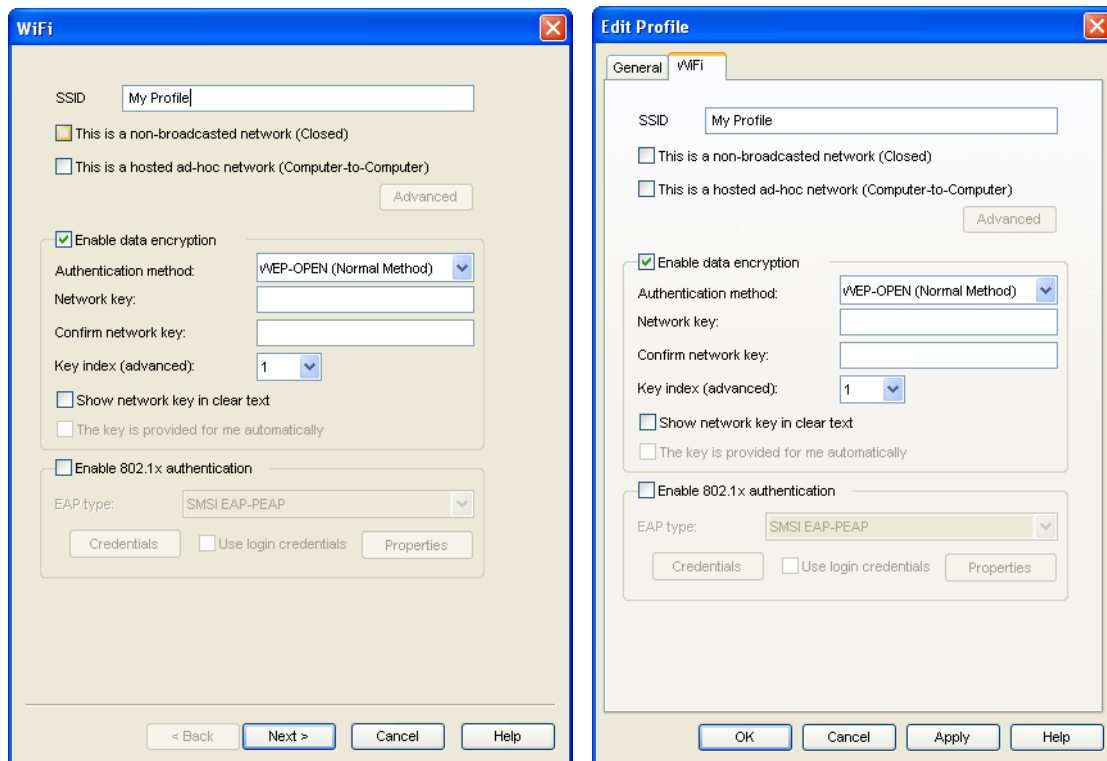 WiFi
SSID My Profile
This is a non-broadcasted network (Closed)
This is a hosted ad-hoc network (Computer-to-Computer)
Advanced
Enable data encryption
Authentication method: WEP-OPEN (Normal Method)
Network key:
Confirm network key:
Key index (advanced): 1
Show network key in clear text
The key is provided for me automatically
Enable 802.1x authentication
EAP type: SMSI EAP-PEAP
Credentials Use login credentials Properties
< Back Next > Cancel Help
Edit Profile
General WiFi
SSID My Profile
This is a non-broadcasted network (Closed)
This is a hosted ad-hoc network (Computer-to-Computer)
Advanced
Enable data encryption
Authentication method: WEP-OPEN (Normal Method)
Network key:
Confirm network key:
Key index (advanced): 1
Show network key in clear text
The key is provided for me automatically
Enable 802.1x authentication
EAP type: SMSI EAP-PEAP
Credentials Use login credentials Properties
OK Cancel Apply Help